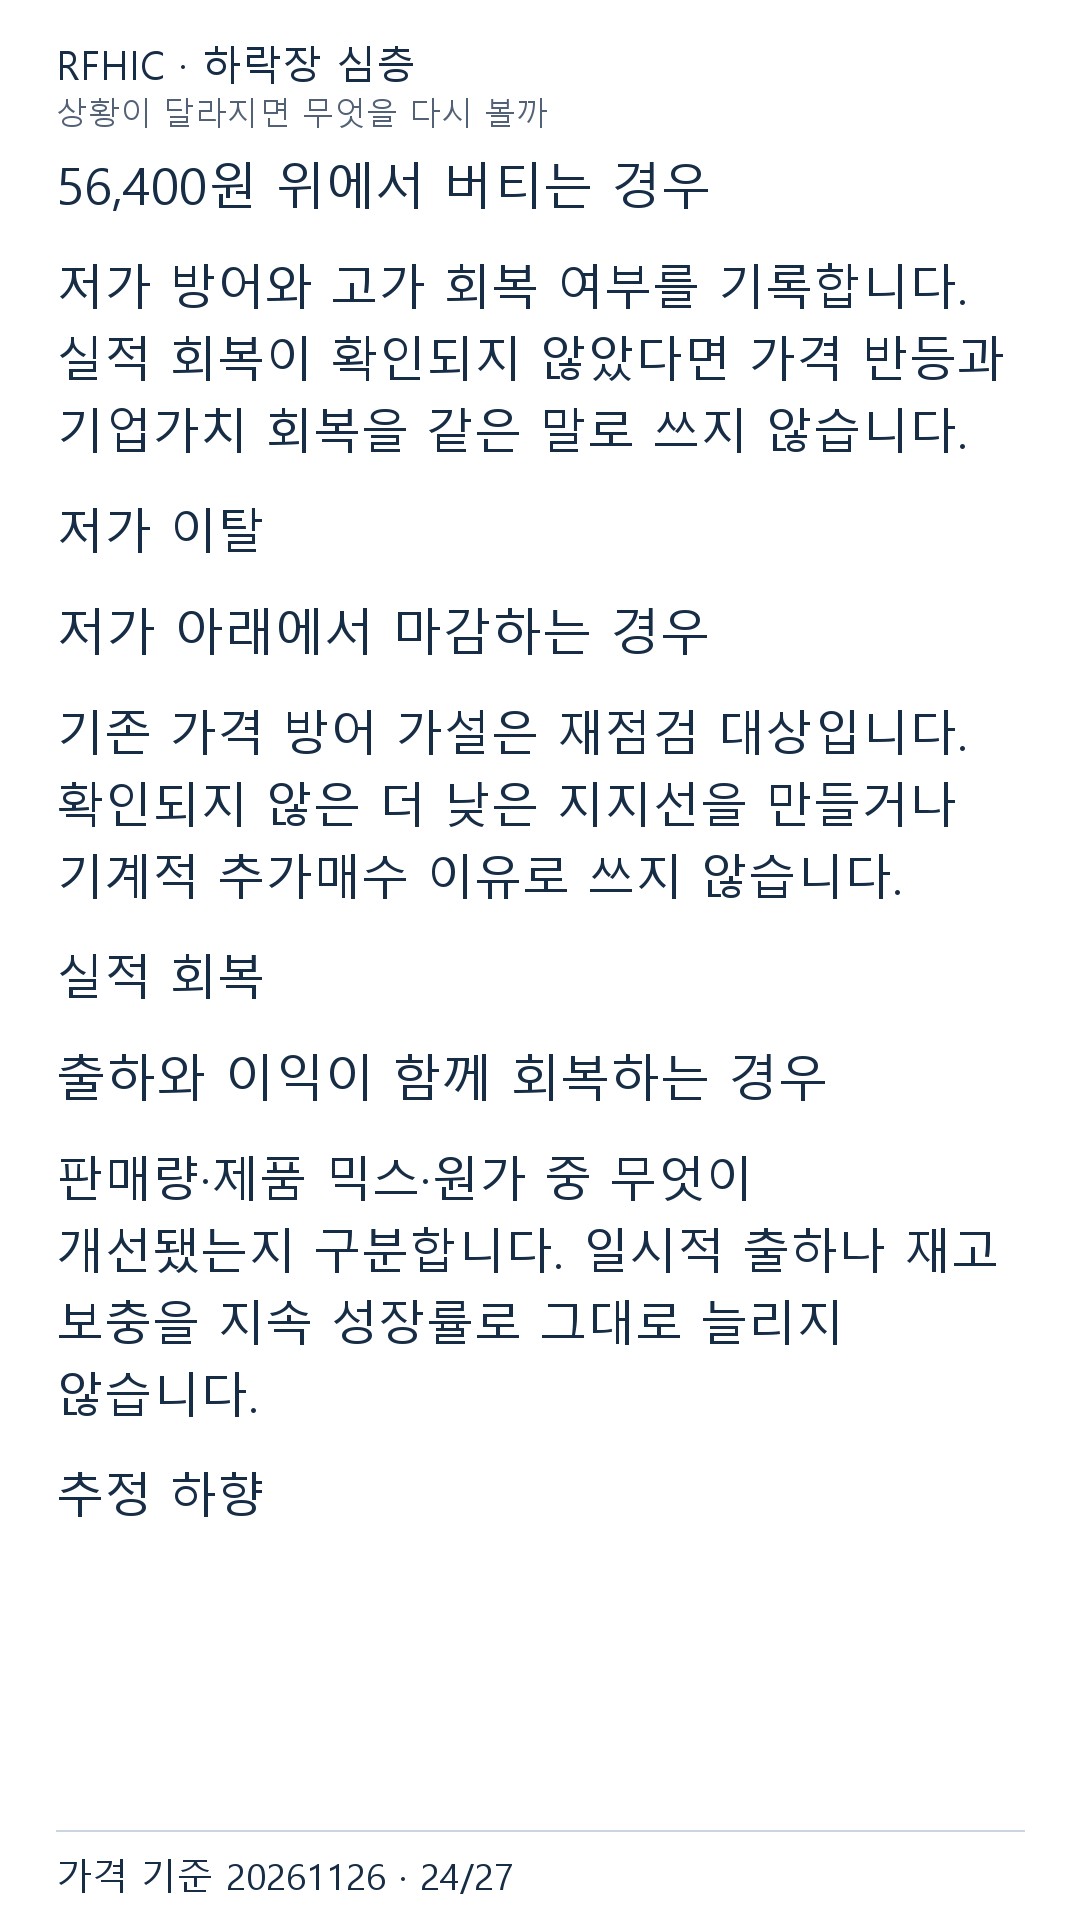 RFHIC · 하락장 심층
상황이 달라지면 무엇을 다시 볼까
56,400원 위에서 버티는 경우
저가 방어와 고가 회복 여부를 기록합니다.
실적 회복이 확인되지 않았다면 가격 반등과
기업가치 회복을 같은 말로 쓰지 않습니다.
저가 이탈
저가 아래에서 마감하는 경우
기존 가격 방어 가설은 재점검 대상입니다.
확인되지 않은 더 낮은 지지선을 만들거나
기계적 추가매수 이유로 쓰지 않습니다.
실적 회복
출하와 이익이 함께 회복하는 경우
판매량·제품 믹스·원가 중 무엇이
개선됐는지 구분합니다. 일시적 출하나 재고
보충을 지속 성장률로 그대로 늘리지
않습니다.
추정 하향
가격 기준 20261126 · 24/27